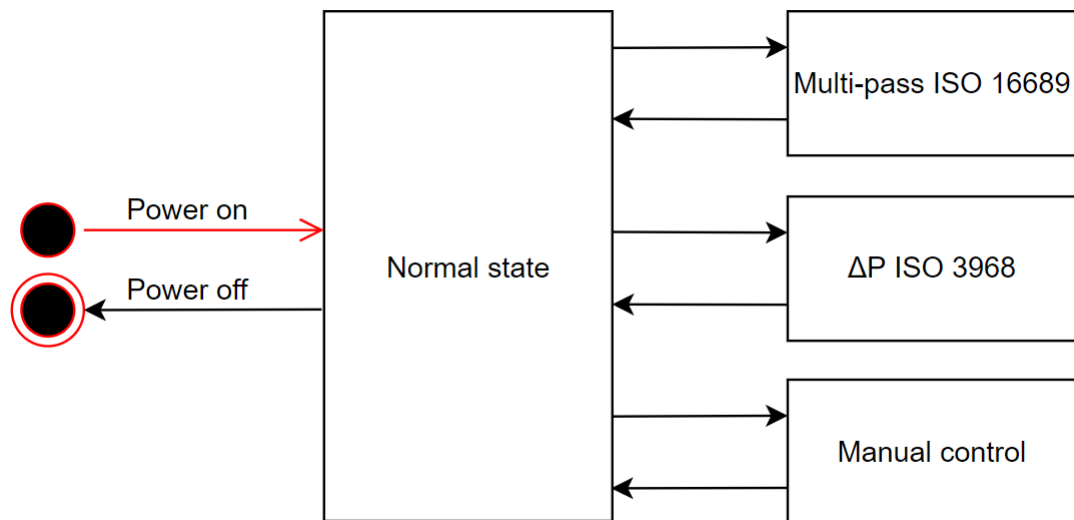 Power on
Power off
Normal state
Multi-pass ISO 16689
ΔP ISO 3968
Manual control